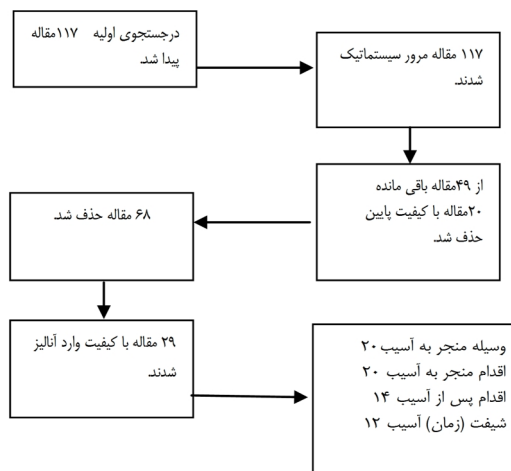 درجستجوی اولیه ۱۱۷مقاله
پیدا شد.
۱۱۷ مقاله مرور سیستماتیک
شدند.
از ۴۹مقاله باقی مانده
۲۰مقاله با کیفیت پایین
حذف شد.
۶۸ مقاله حذف شد.
۲۹ مقاله با کیفیت وارد آنالیز
شدند.
وسیله منجر به آسیب ۲۰
اقدام منجر به آسیب ۲۰
اقدام پس از آسیب ۱۴
شیفت (زمان) آسیب ۱۲